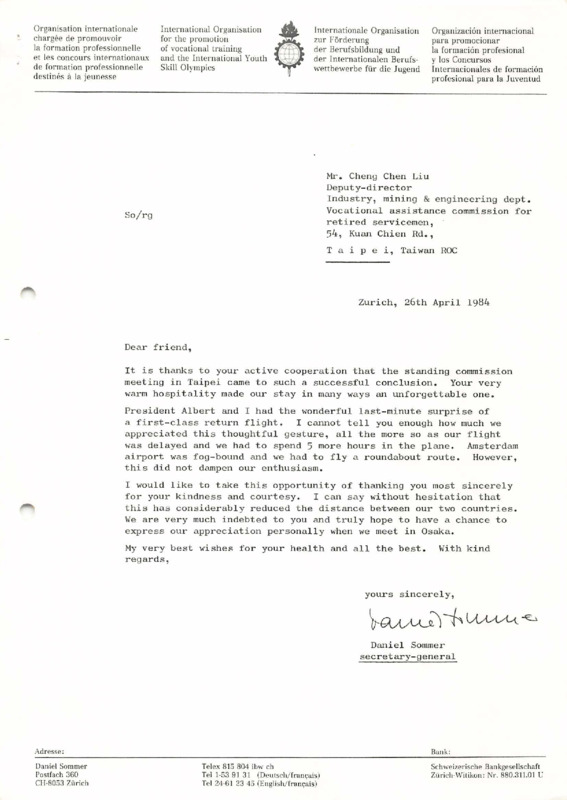 Organisation internationale
chargée de promouvoir
la formation professionnelle
et les concours internationaux
de formation professionnelle
destinés à la jeunesse
International Organisation
for the promotion
of vocational training
and the International Youth
Skill Olympics
Internationale Organisation
zur Förderung
der Berufsbildung und
der Internationalen Berufs-
wettbewerbe für die Jugend
Organización internacional
para promocionar
la formación profesional
y los Concursos
Internacionales de formación
profesional para la Juventud
Mr. Cheng Chen Liu
Deputy-director
Industry, mining & engineering dept.
Vocational assistance commission for
retired servicemen,
54, Kuan Chien Rd.,
T a i p e i, Taiwan ROC
So/rg
Zurich, 26th April 1984
Dear friend,
It is thanks to your active cooperation that the standing commission
meeting in Taipei came to such a successful conclusion. Your very
warm hospitality made our stay in many ways an unforgettable one.
President Albert and I had the wonderful last-minute surprise of
a first-class return flight. I cannot tell you enough how much we
appreciated this thoughtful gesture, all the more so as our flight
was delayed and we had to spend 5 more hours in the plane. Amsterdam
airport was fog-bound and we had to fly a roundabout route. However,
this did not dampen our enthusiasm.
I would like to take this opportunity of thanking you most sincerely
for your kindness and courtesy. I can say without hesitation that
this has considerably reduced the distance between our two countries.
We are very much indebted to you and truly hope to have a chance to
express our appreciation personally when we meet in Osaka.
My very best wishes for your health and all the best. With kind
regards,
yours sincerely,
Daniel Sommer
Daniel Sommer
secretary-general
Adresse:
Daniel Sommer
Postfach 360
CH-8053 Zürich
Telex 815 804 ibw ch
Tel 1-53 91 31 (Deutsch/français)
Tel 24-61 23 45 (English/français)
Bank:
Schweizerische Bankgesellschaft
Zürich-Witikon: Nr. 880.311.01 U